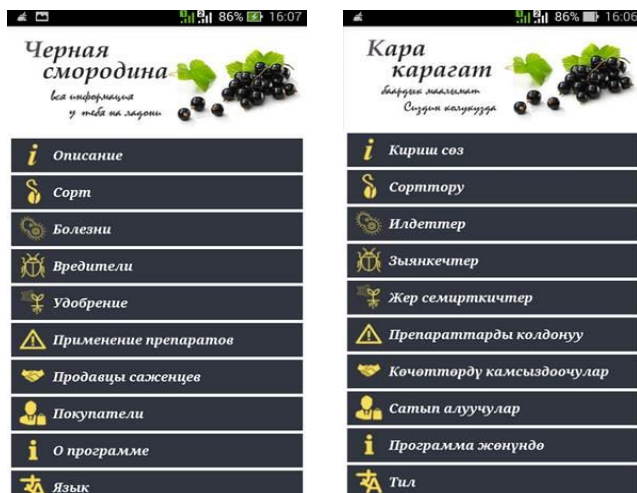 86% 16:07
Черная
смородина
вся информация
у тебя на ладони
Описание
Сорт
Болезни
Вредители
Удобрение
Применение препаратов
Продавцы саженцев
Покупатели
О программе
Язык
86% 16:06
Кара
карагат
баардык маалымат
Сиздин колунузда
Кириш сөз
Сорттору
Илдеттер
Зыянкечтер
Жер семирткичтер
Препараттарды колдонуу
Көчөттөрдү камсыздоочулар
Сатып алуучулар
Программа жөнүндө
Тил